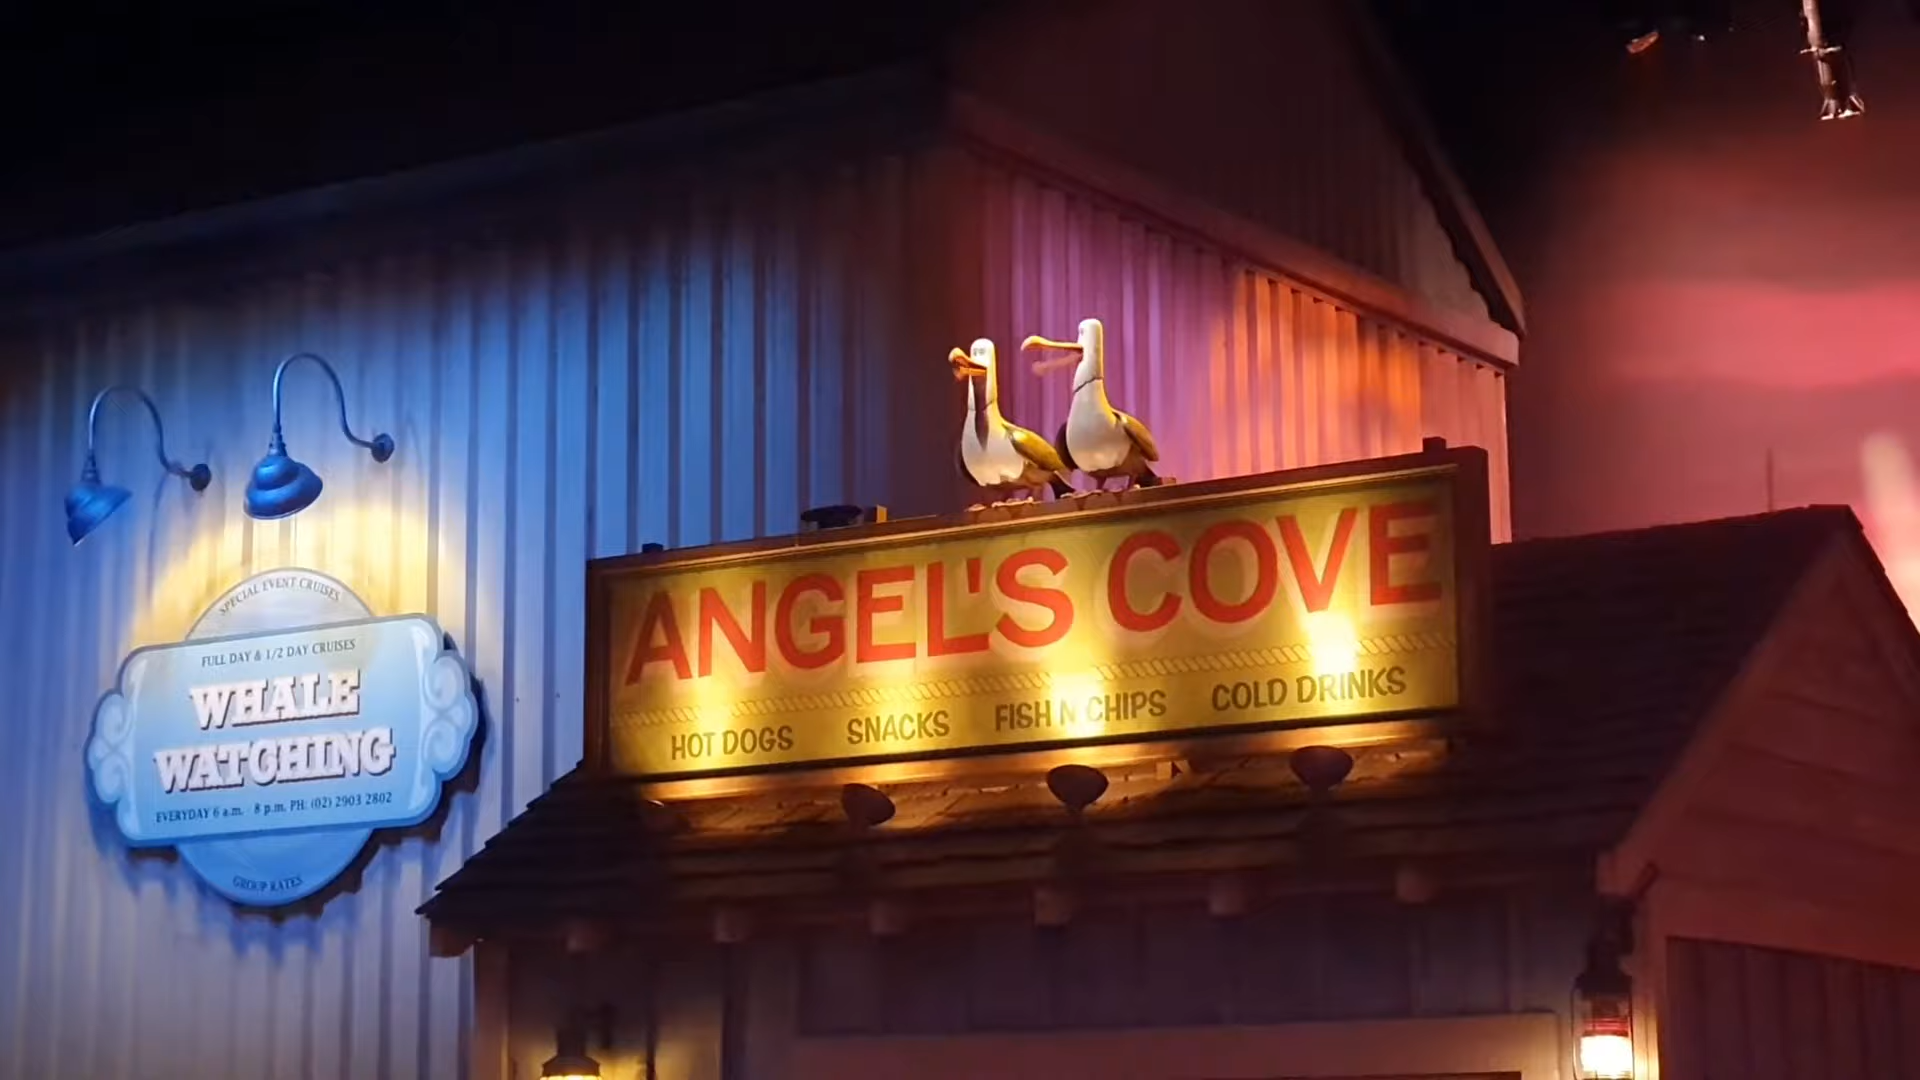 SPECIAL EVENT CRUISES
FULL DAY & 1/2 DAY CRUISES
WHALE
WATCHING
EVERYDAY 6 a.m. - 8 p.m. PH: (02) 2903 2802
GROUP RATES
ANGEL'S COVE
HOT DOGS SNACKS FISH N CHIPS COLD DRINKS